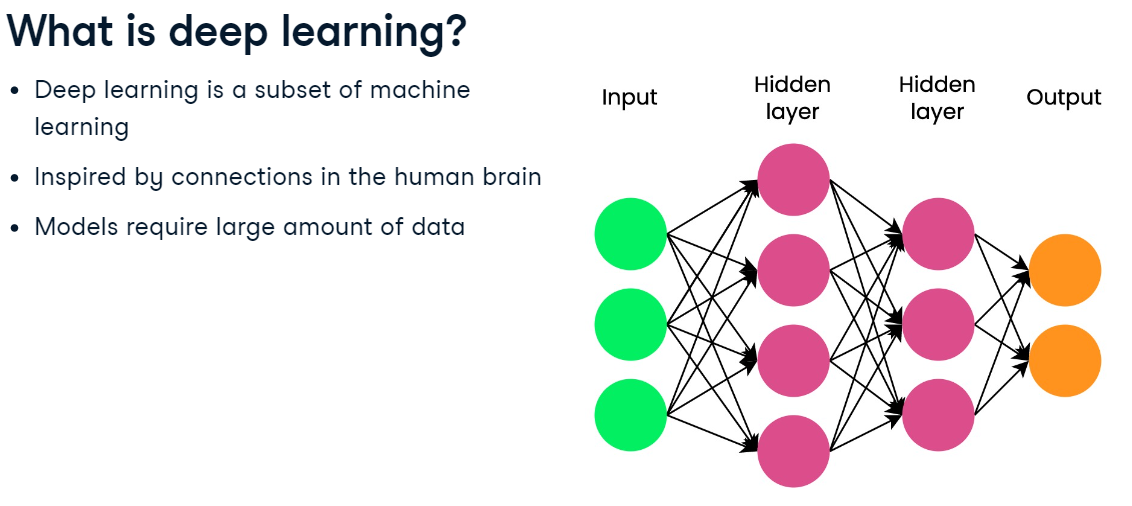 What is deep learning?
• Deep learning is a subset of machine
learning
• Inspired by connections in the human brain
• Models require large amount of data
Input
Hidden
layer
Hidden
layer
Output